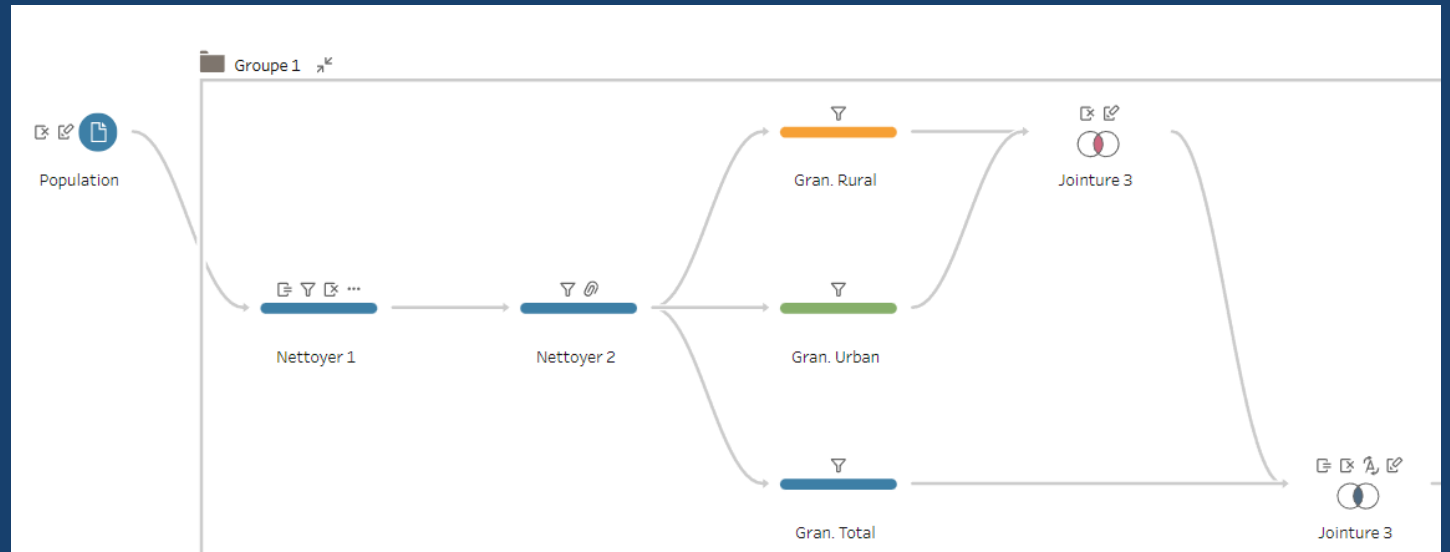 Groupe 1
Population
Gran. Rural
Jointure 3
Nettoyer 1
Nettoyer 2
Gran. Urban
Gran. Total
Jointure 3